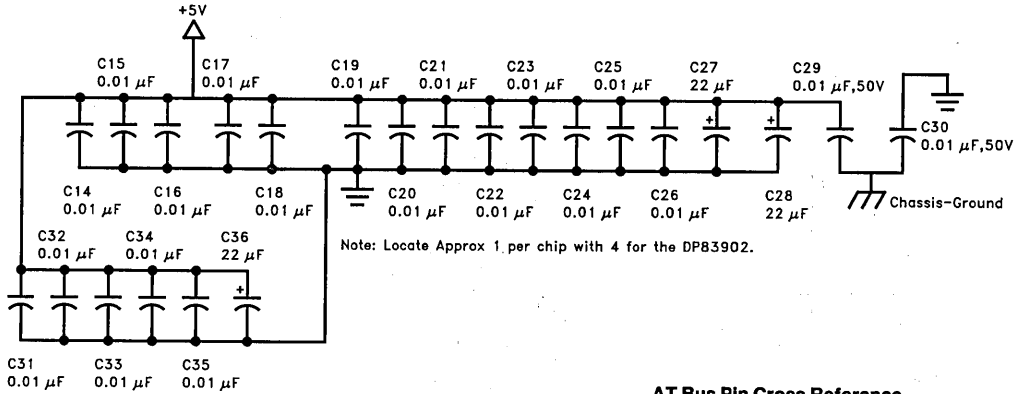 +5V
C15
0.01 μF
C17
0.01 μF
C19
0.01 μF
C21
0.01 μF
C23
0.01 μF
C25
0.01 μF
C27
22 μF
C29
0.01 μF,50V
C30
0.01 μF,50V
+
+
C14
0.01 μF
C16
0.01 μF
C18
0.01 μF
C20
0.01 μF
C22
0.01 μF
C24
0.01 μF
C26
0.01 μF
C28
22 μF
Chassis-Ground
Note: Locate Approx 1 per chip with 4 for the DP83902.
C32
0.01 μF
C34
0.01 μF
C36
22 μF
+
C31
0.01 μF
C33
0.01 μF
C35
0.01 μF
AT Bus Pin Cross Reference